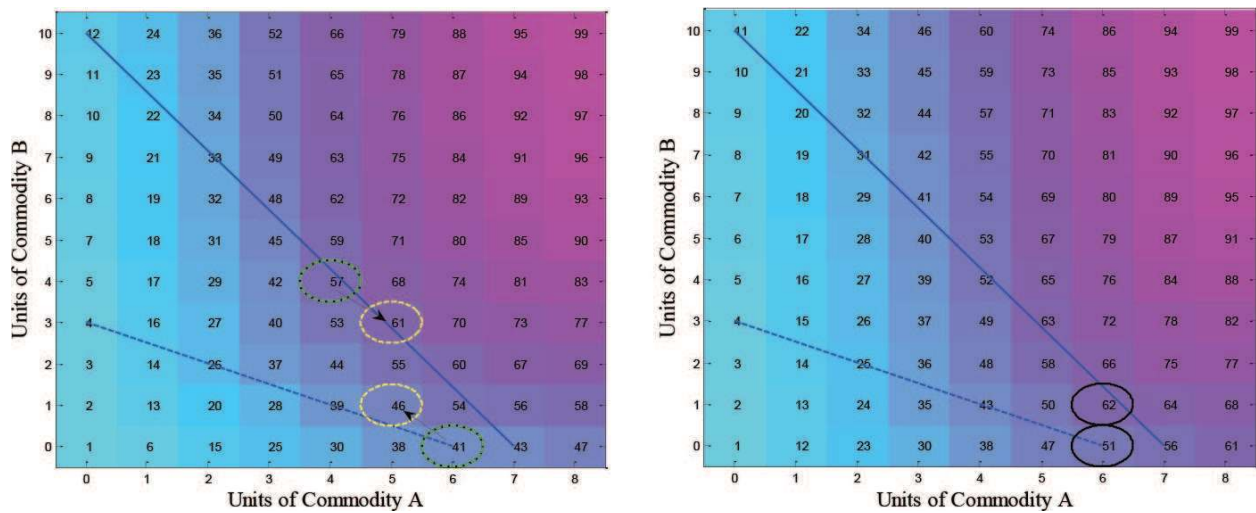 10 12 24 36 52 66 79 88 95 99
9 11 23 35 51 65 78 87 94 98
8 10 22 34 50 64 76 86 92 97
7 9 21 33 49 63 75 84 91 96
6 8 19 32 48 62 72 82 89 93
5 7 18 31 45 59 71 80 85 90
4 5 17 29 42 57 68 74 81 83
3 4 16 27 40 53 61 70 73 77
2 3 14 26 37 44 55 60 67 69
1 2 13 20 28 39 46 54 56 58
0 1 6 15 25 30 38 41 43 47
0 1 2 3 4 5 6 7 8
Units of Commodity A
Units of Commodity B
10 11 22 34 46 60 74 86 94 99
9 10 21 33 45 59 73 85 93 98
8 9 20 32 44 57 71 83 92 97
7 8 19 31 42 55 70 81 90 96
6 7 18 29 41 54 69 80 89 95
5 6 17 28 40 53 67 79 87 91
4 5 16 27 39 52 65 76 84 88
3 4 15 26 37 49 63 72 78 82
2 3 14 25 36 48 58 66 75 77
1 2 13 24 35 43 50 62 64 68
0 1 12 23 30 38 47 51 56 61
0 1 2 3 4 5 6 7 8
Units of Commodity A
Units of Commodity B